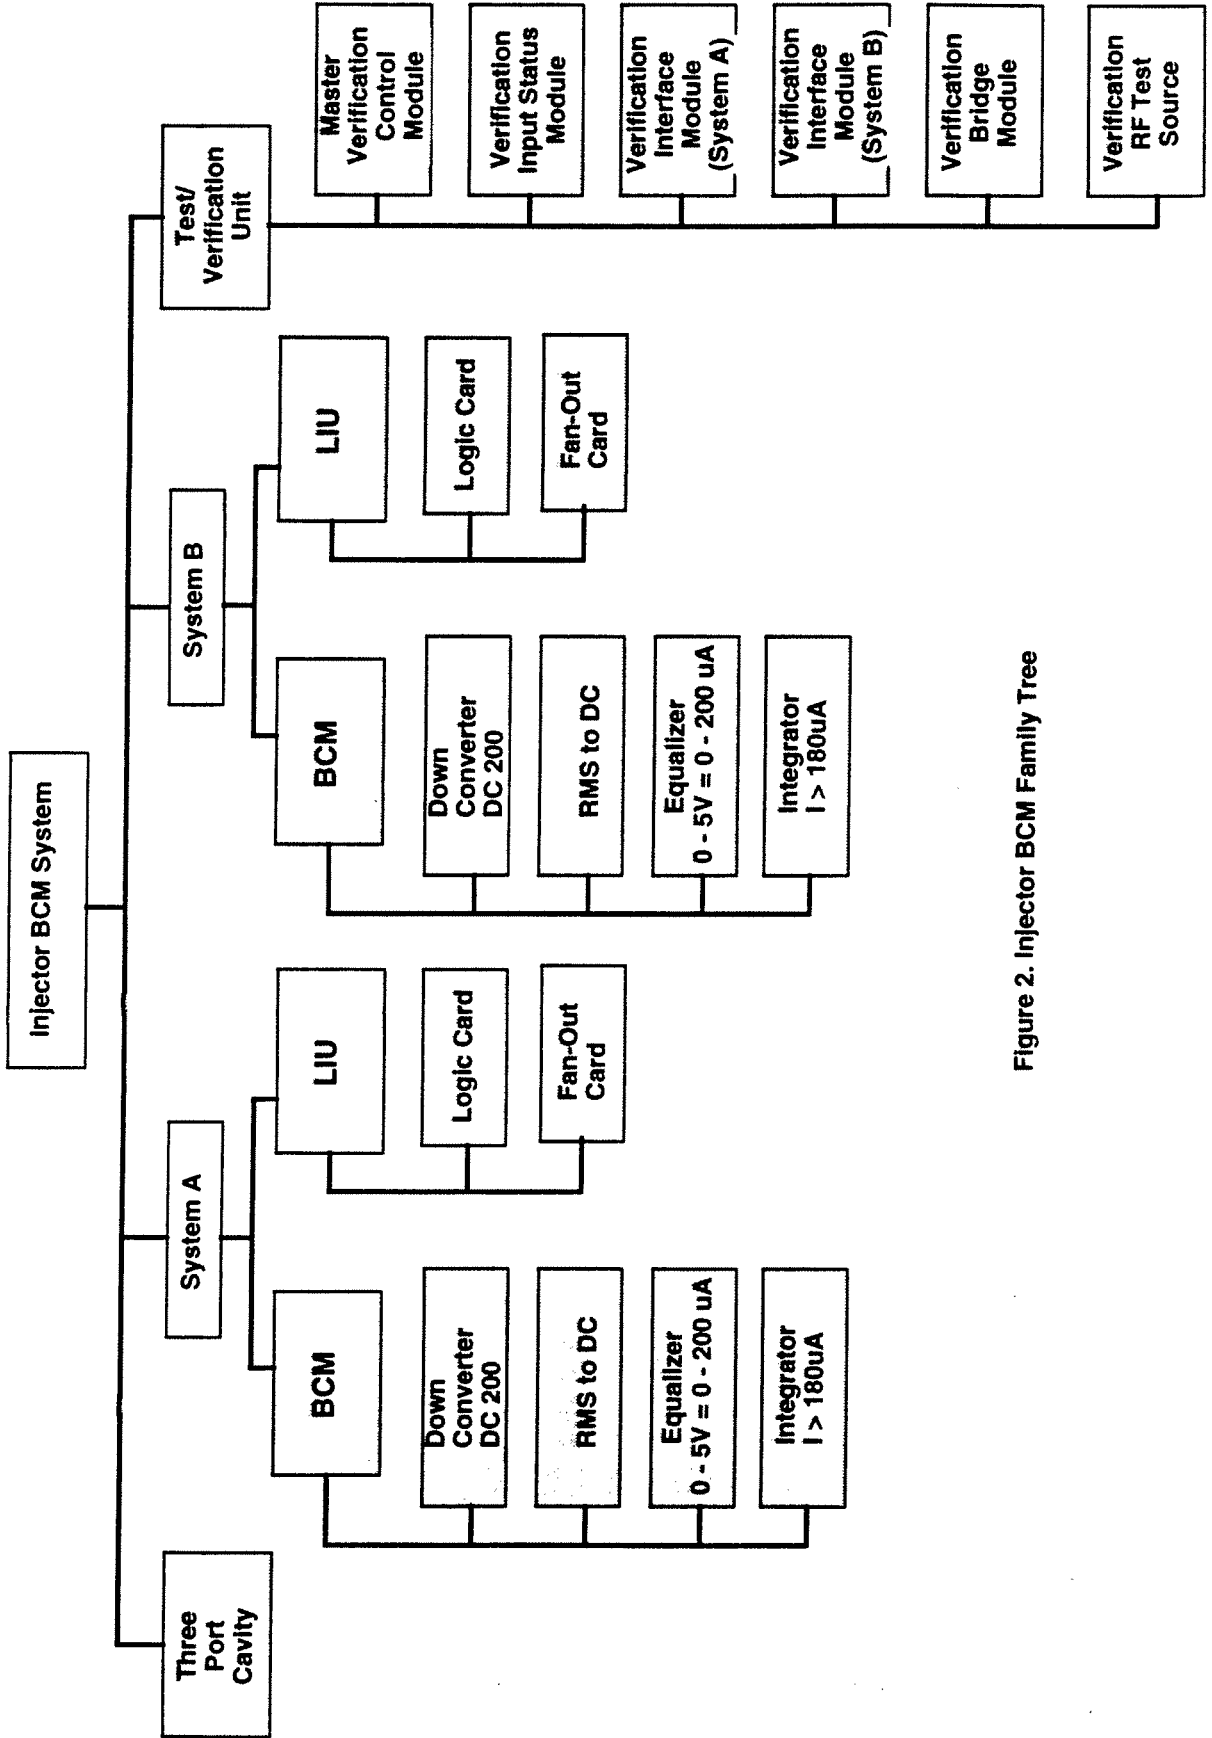 Injector BCM System
Three
Port
Cavity
System A
BCM
Down
Converter
DC 200
RMS to DC
Equalizer
0 - 5V = 0 - 200 uA
Integrator
I > 180uA
LIU
Logic Card
Fan-Out
Card
System B
BCM
Down
Converter
DC 200
RMS to DC
Equalizer
0 - 5V = 0 - 200 uA
Integrator
I > 180uA
LIU
Logic Card
Fan-Out
Card
Test/
Verification
Unit
Master
Verification
Control
Module
Verification
Input Status
Module
Verification
Interface
Module
(System A)
Verification
Interface
Module
(System B)
Verification
Bridge
Module
Verification
RF Test
Source
Figure 2. Injector BCM Family Tree